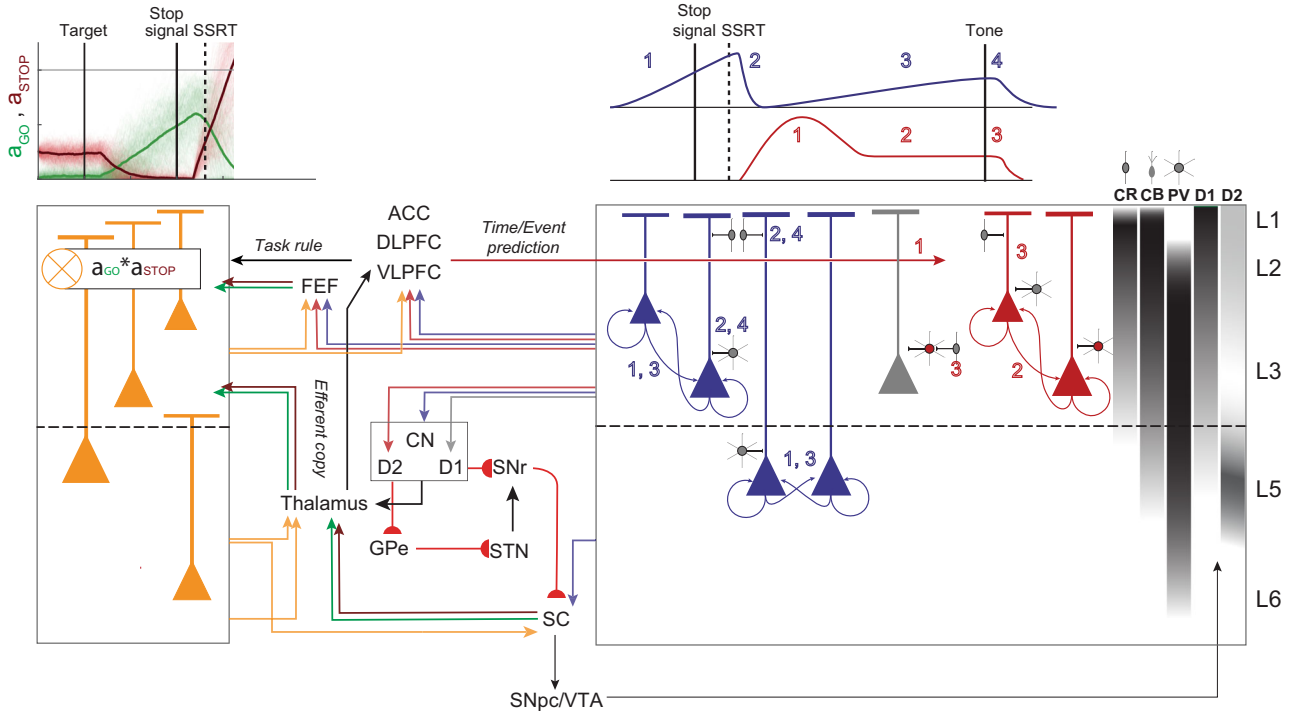 Target
Stop
signal SSRT
aGO , aSTOP
Stop
signal SSRT
Tone
1
2
3
4
1
2
3
CR CB PV D1 D2
L1
L2
L3
L5
L6
aGO*aSTOP
Task rule
ACC
DLPFC
VLPFC
Time/Event
prediction
FEF
Efferent copy
CN
D2
D1
SNr
Thalamus
GPe
STN
SC
SNpc/VTA
2, 4
2, 4
1, 3
1, 3
1
3
3
2